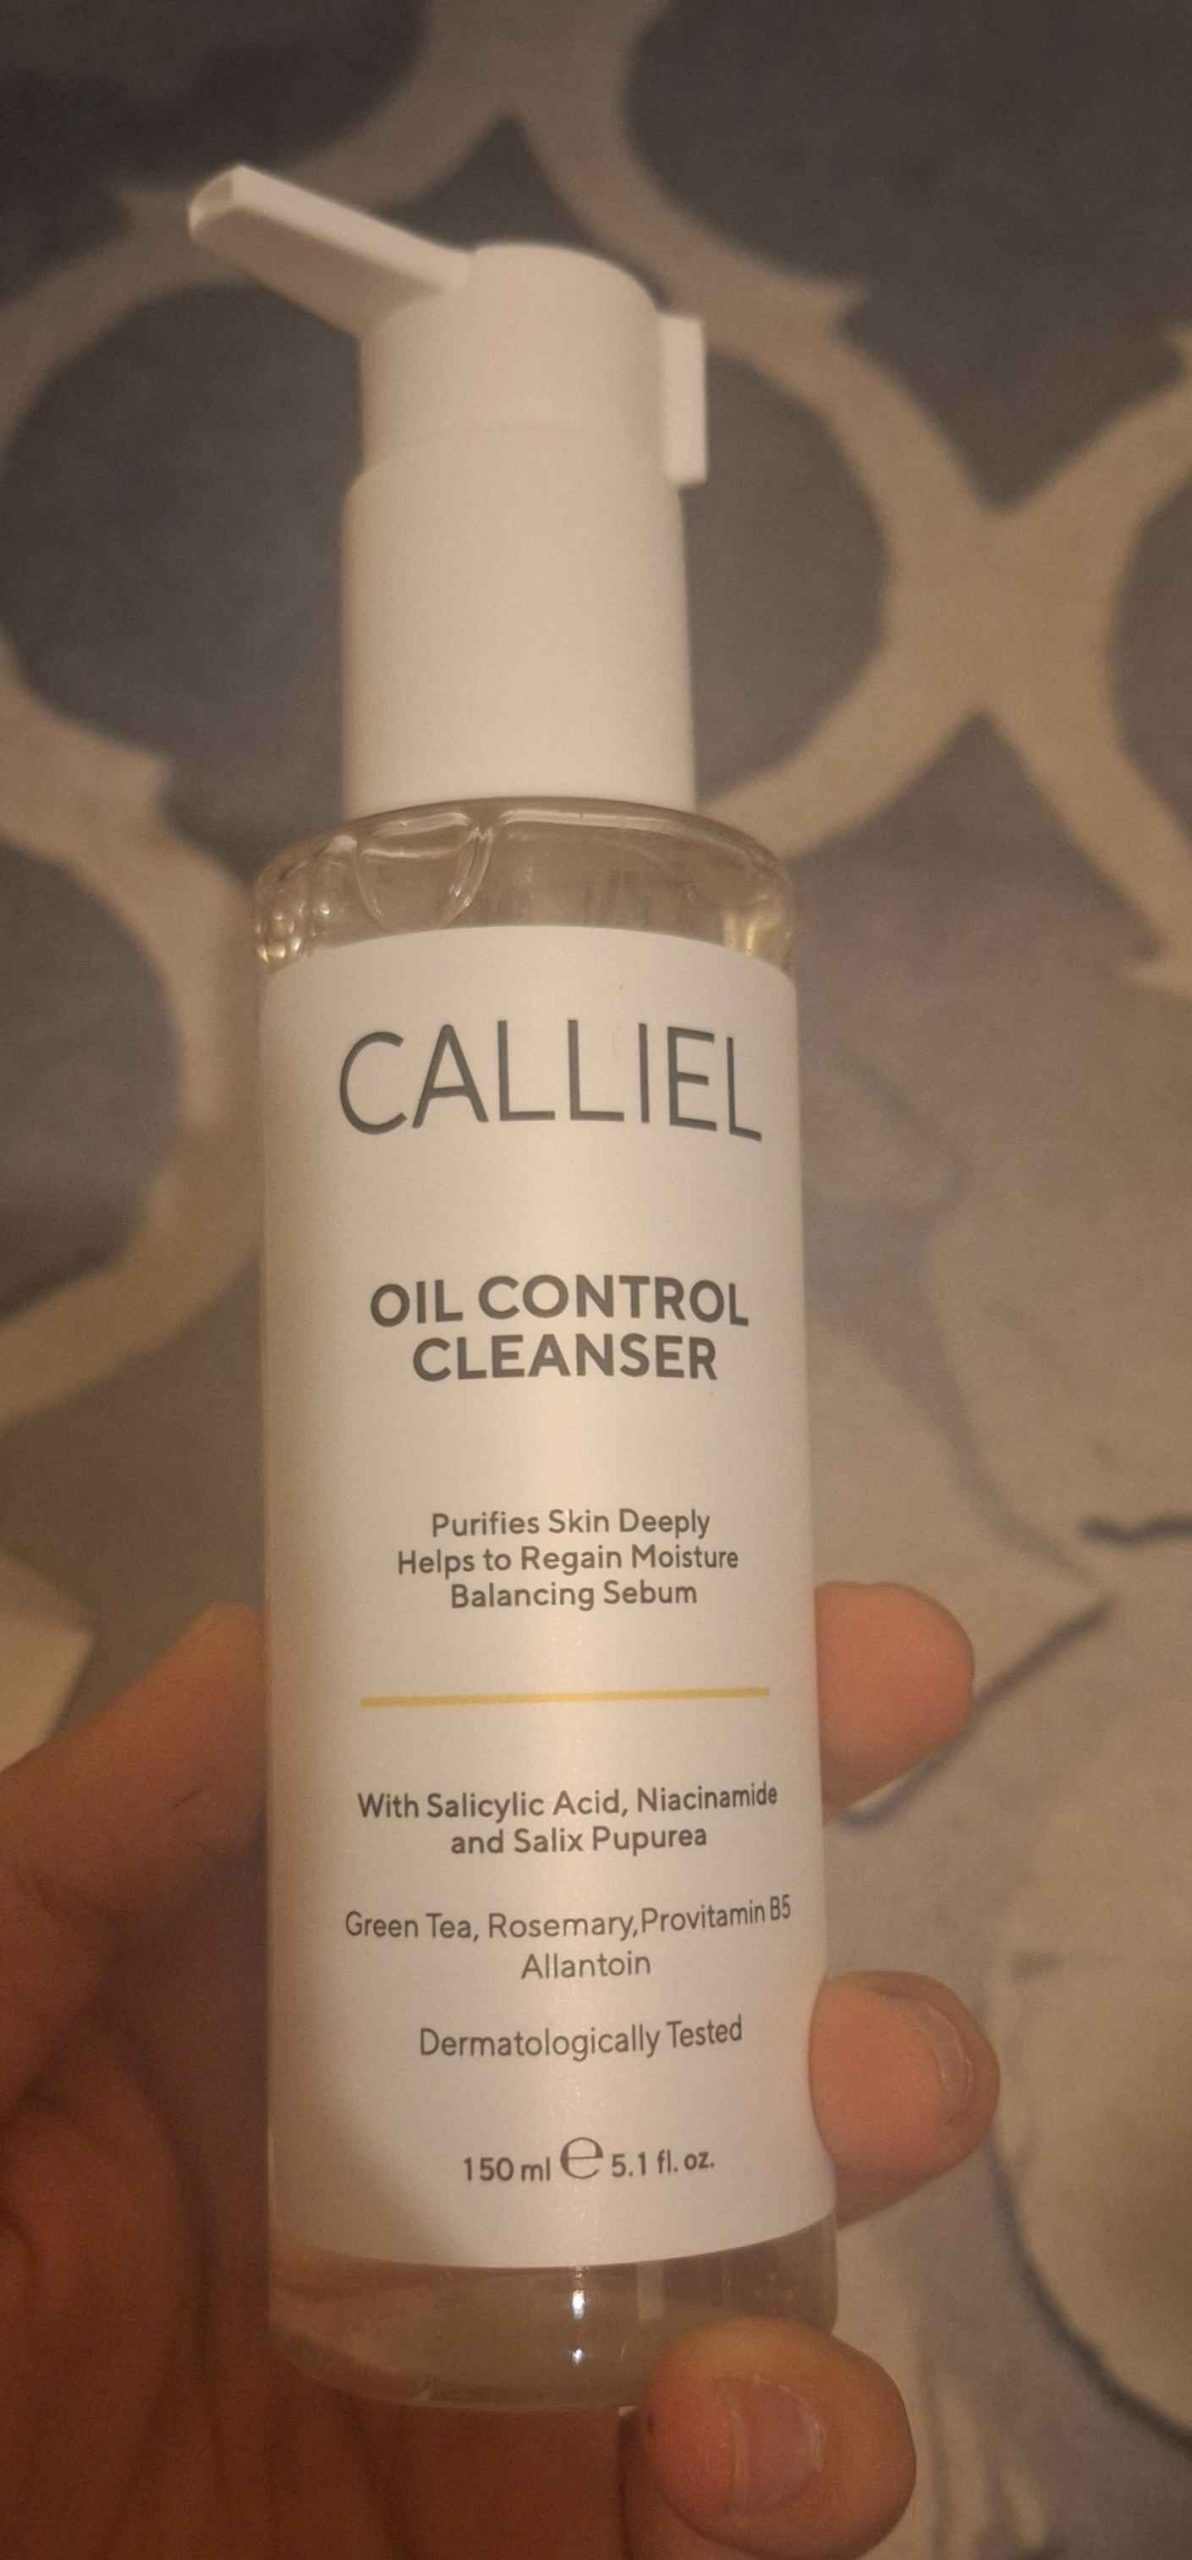 CALLIEL
OIL CONTROL
CLEANSER
Purifies Skin Deeply
Helps to Regain Moisture
Balancing Sebum
With Salicylic Acid, Niacinamide
and Salix Pupurea
Green Tea, Rosemary,Provitamin B5
Allantoin
Dermatologically Tested
150 ml e 5.1 fl. oz.